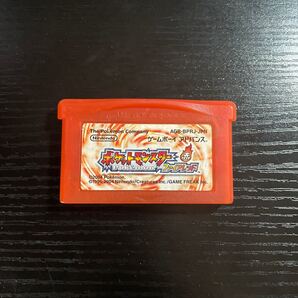 The Pokémon Company AGB-BPRJ-JPN
Nintendo ゲームボーイ アドバンス
ポケットモンスター
ファイアレッド
©2004 Pokémon.
©1995-2004 Nintendo/Creatures inc./GAME FREAK inc.